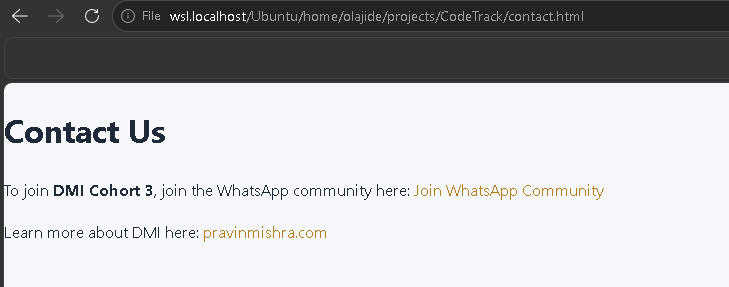 File wsl.localhost/Ubuntu/home/olajide/projects/CodeTrack/contact.html
Contact Us
To join DMI Cohort 3, join the WhatsApp community here: Join WhatsApp Community
Learn more about DMI here: pravinmishra.com